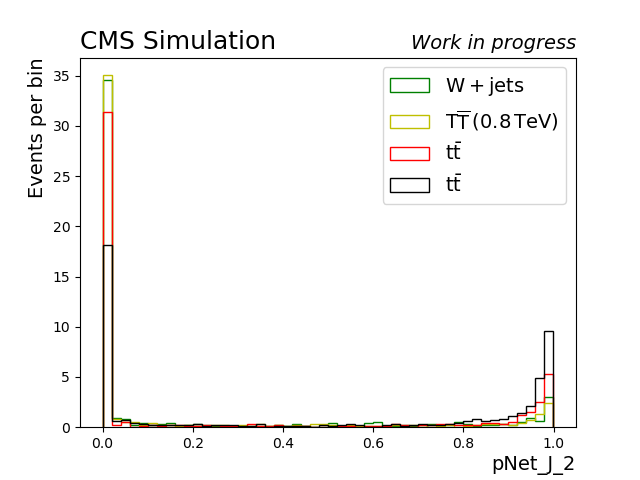 CMS Simulation
Work in progress
Events per bin
35
30
25
20
15
10
5
0
W + jets
TT̅ (0.8 TeV)
tt̄
tt̄
0.0 0.2 0.4 0.6 0.8 1.0
pNet_J_2